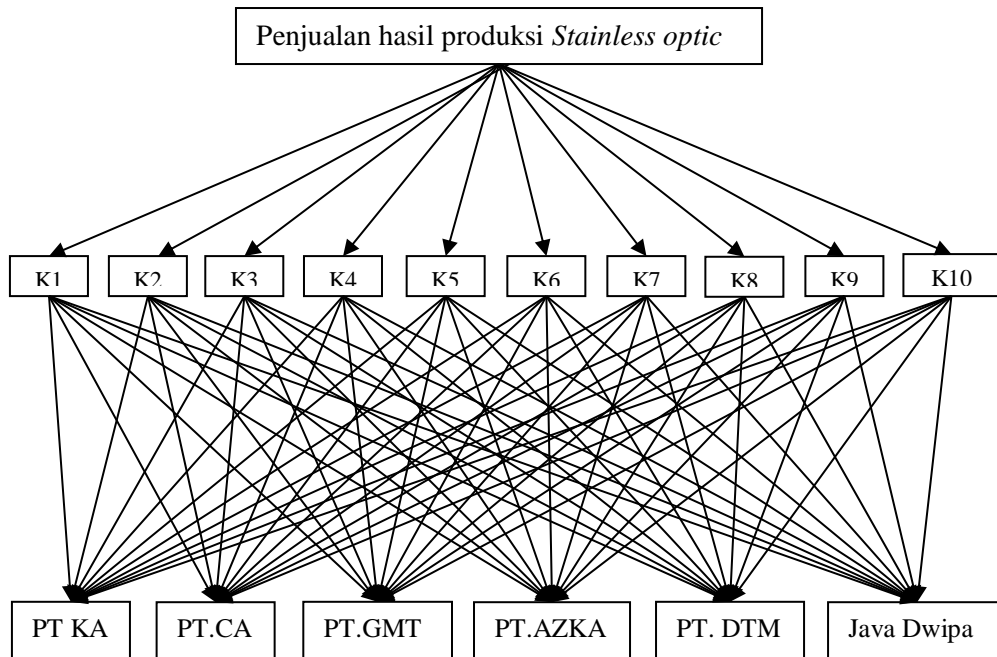 Penjualan hasil produksi Stainless optic
K1 K2 K3 K4 K5 K6 K7 K8 K9 K10
PT KA PT.CA PT.GMT PT.AZKA PT. DTM Java Dwipa